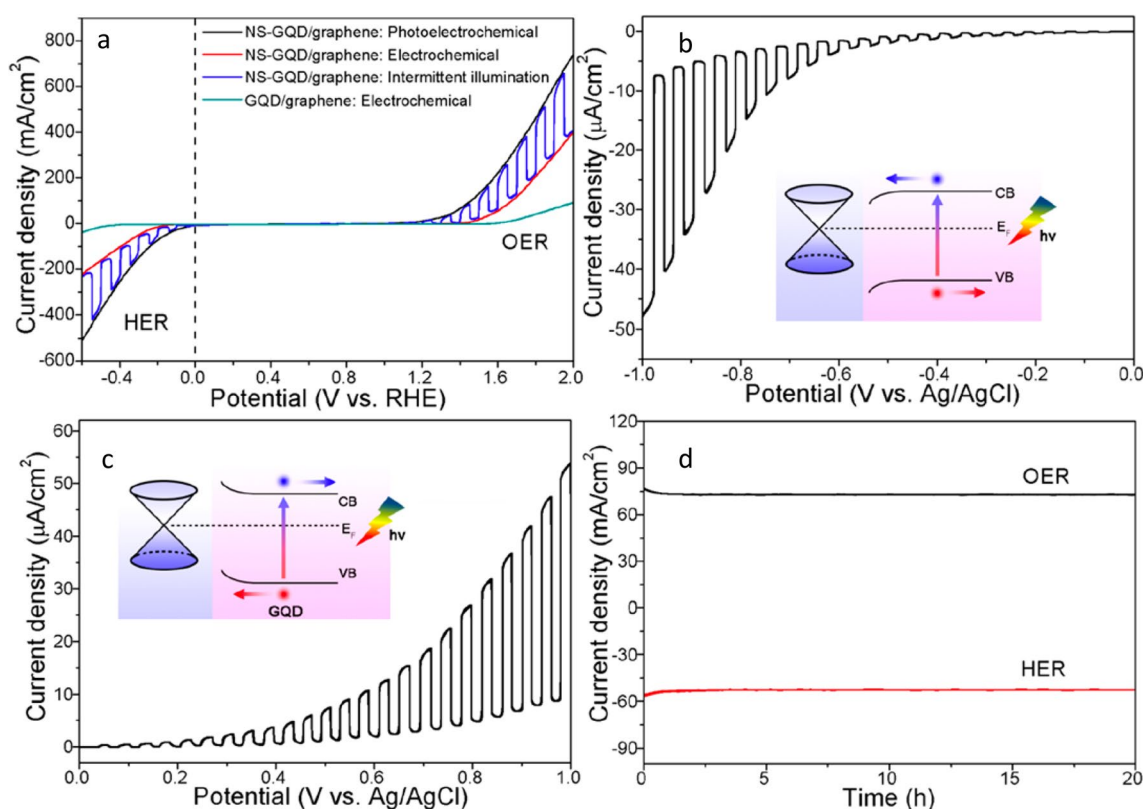 a
NS-GQD/graphene: Photoelectrochemical
NS-GQD/graphene: Electrochemical
NS-GQD/graphene: Intermittent illumination
GQD/graphene: Electrochemical
800
600
400
200
0
-200
-400
-600
Current density (mA/cm²)
HER
OER
-0.4
0.0
0.4
0.8
1.2
1.6
2.0
Potential (V vs. RHE)
b
0
-10
-20
-30
-40
-50
Current density (μA/cm²)
CB
E_F
hν
VB
-1.0
-0.8
-0.6
-0.4
-0.2
0.0
Potential (V vs. Ag/AgCl)
c
60
50
40
30
20
10
0
Current density (μA/cm²)
CB
E_F
hν
VB
GQD
0.0
0.2
0.4
0.6
0.8
1.0
Potential (V vs. Ag/AgCl)
d
120
90
60
30
0
-30
-60
-90
Current density (mA/cm²)
OER
HER
0
5
10
15
20
Time (h)